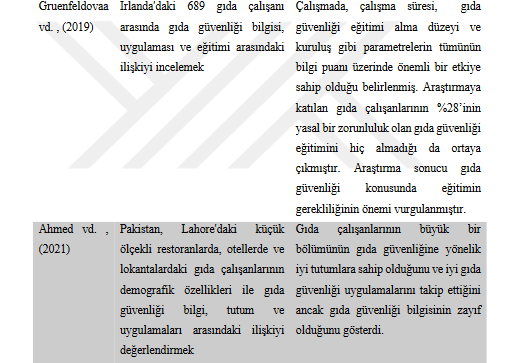 Gruenfeldovaa vd. , (2019)
İrlanda'daki 689 gıda çalışanı arasında gıda güvenliği bilgisi, uygulaması ve eğitimi arasındaki ilişkiyi incelemek
Çalışmada, çalışma süresi, gıda güvenliği eğitimi alma düzeyi ve kuruluş gibi parametrelerin tümünün bilgi puanı üzerinde önemli bir etkiye sahip olduğu belirlenmiş. Araştırmaya katılan gıda çalışanlarının %28'inin yasal bir zorunluluk olan gıda güvenliği eğitimini hiç almadığı da ortaya çıkmıştır. Araştırma sonucu gıda güvenliği konusunda eğitimin gerekliliğinin önemi vurgulanmıştır.
Ahmed vd. , (2021)
Pakistan, Lahore'daki küçük ölçekli restoranlarda, otellerde ve lokantalardaki gıda çalışanlarının demografik özellikleri ile gıda güvenliği bilgi, tutum ve uygulamaları arasındaki ilişkiyi değerlendirmek
Gıda çalışanlarının büyük bir bölümünün gıda güvenliğine yönelik iyi tutumlara sahip olduğunu ve iyi gıda güvenliği uygulamalarını takip ettiğini ancak gıda güvenliği bilgisinin zayıf olduğunu gösterdi.